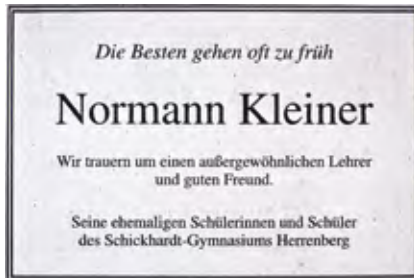 Die Besten gehen oft zu früh
Normann Kleiner
Wir trauern um einen außergewöhnlichen Lehrer
und guten Freund.
Seine ehemaligen Schülerinnen und Schüler
des Schickhardt-Gymnasiums Herrenberg